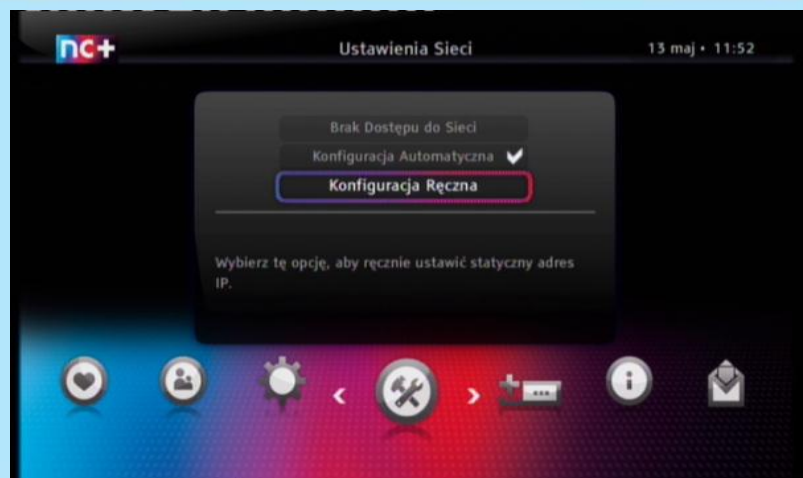 nc+
Ustawienia Sieci
13 maj • 11:52
Brak Dostępu do Sieci
Konfiguracja Automatyczna
Konfiguracja Ręczna
Wybierz tę opcję, aby ręcznie ustawić statyczny adres
IP.